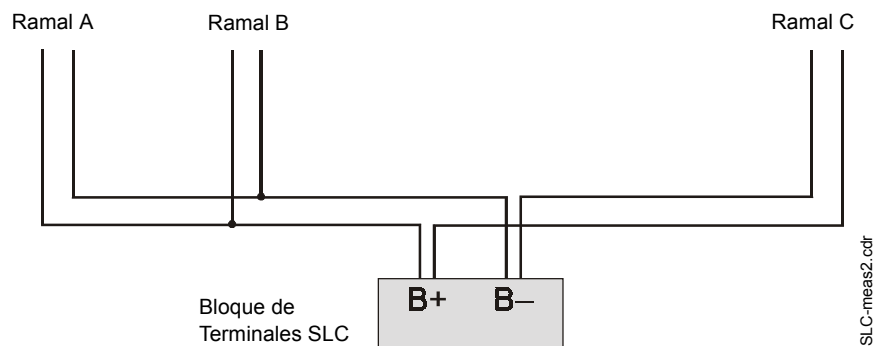 Ramal A
Ramal B
Ramal C
Bloque de
Terminales SLC
B+
B–
SLC-meas2.cdr